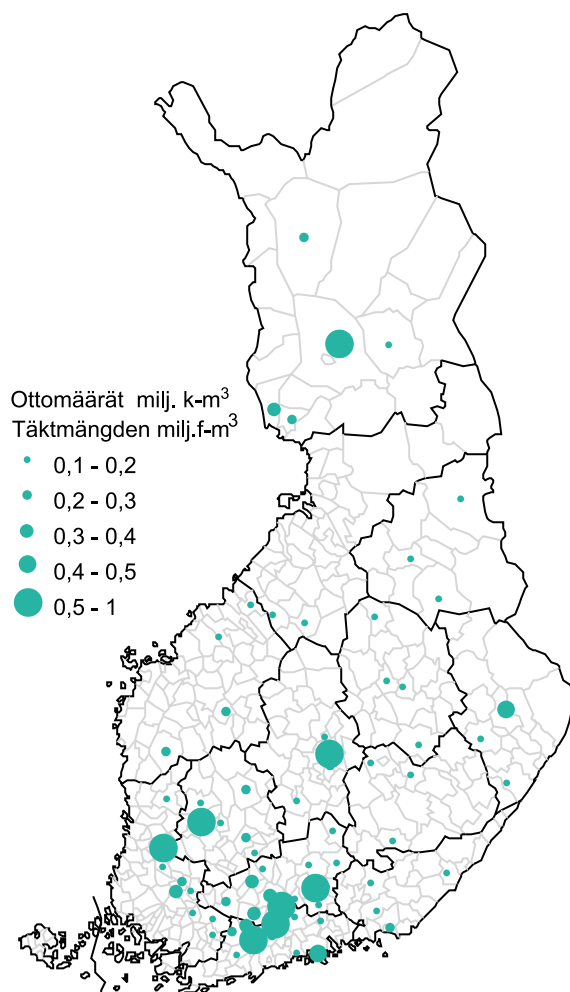 Ottomäärät milj. k-m³
Täktmängden milj.f-m³
0,1 - 0,2
0,2 - 0,3
0,3 - 0,4
0,4 - 0,5
0,5 - 1